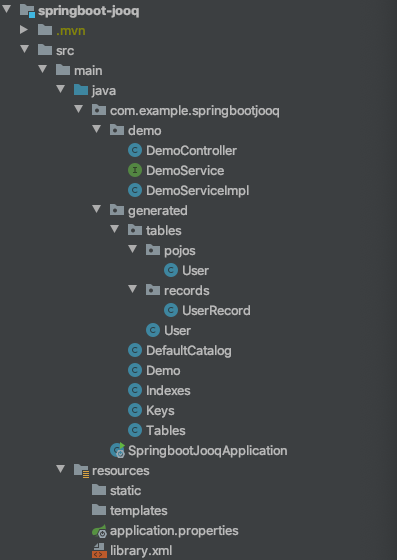 springboot-jooq
.mvn
src
main
java
com.example.springbootjooq
demo
DemoController
DemoService
DemoServiceImpl
generated
tables
pojos
User
records
UserRecord
User
DefaultCatalog
Demo
Indexes
Keys
Tables
SpringbootJooqApplication
resources
static
templates
application.properties
library.xml